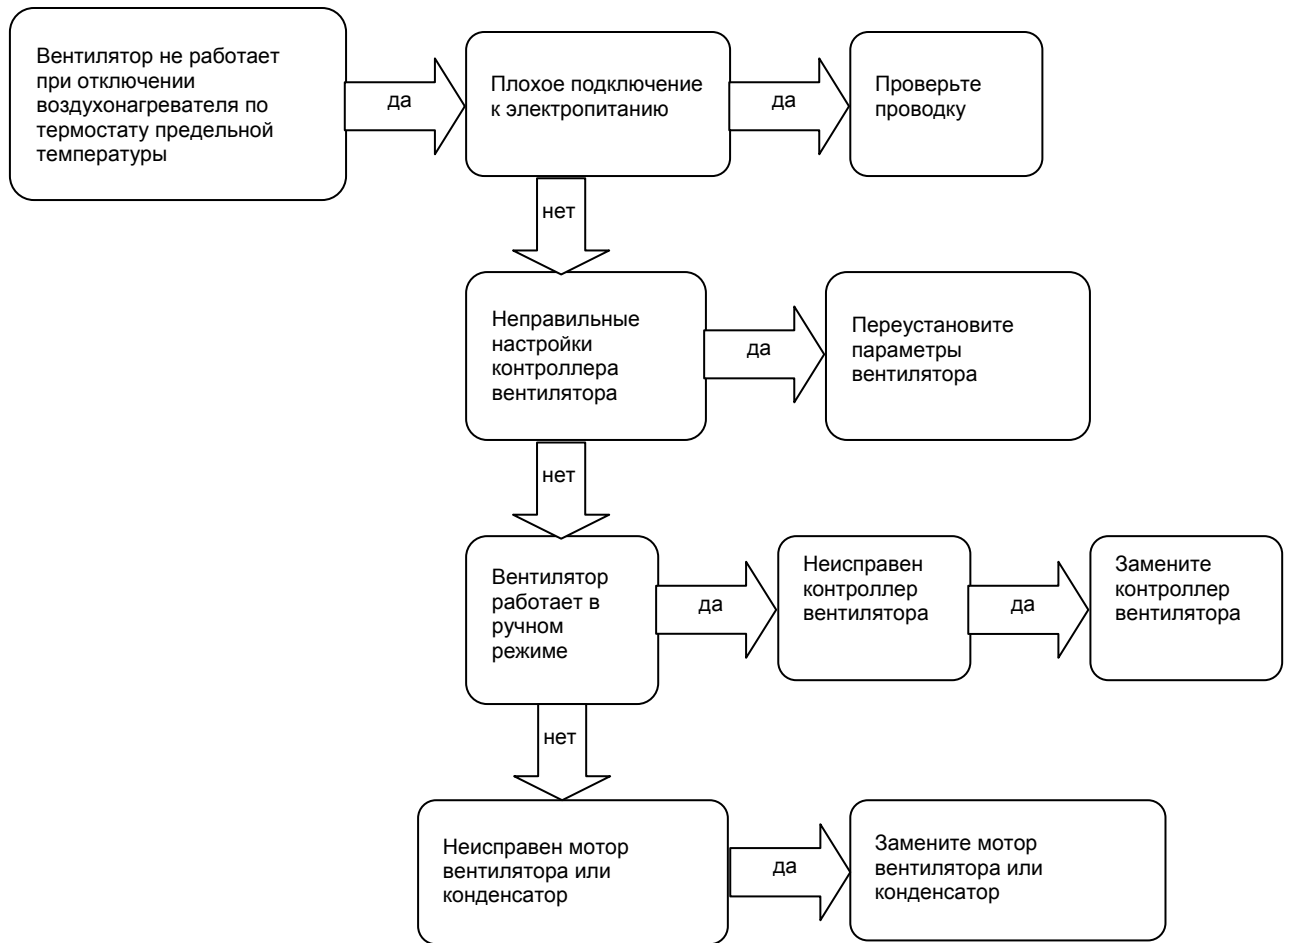 Вентилятор не работает
при отключении
воздухонагревателя по
термостату предельной
температуры
да
Плохое подключение
к электропитанию
да
Проверьте
проводку
нет
Неправильные
настройки
контроллера
вентилятора
да
Переустановите
параметры
вентилятора
нет
Вентилятор
работает в
ручном
режиме
да
Неисправен
контроллер
вентилятора
да
Замените
контроллер
вентилятора
нет
Неисправен мотор
вентилятора или
конденсатор
да
Замените мотор
вентилятора или
конденсатор